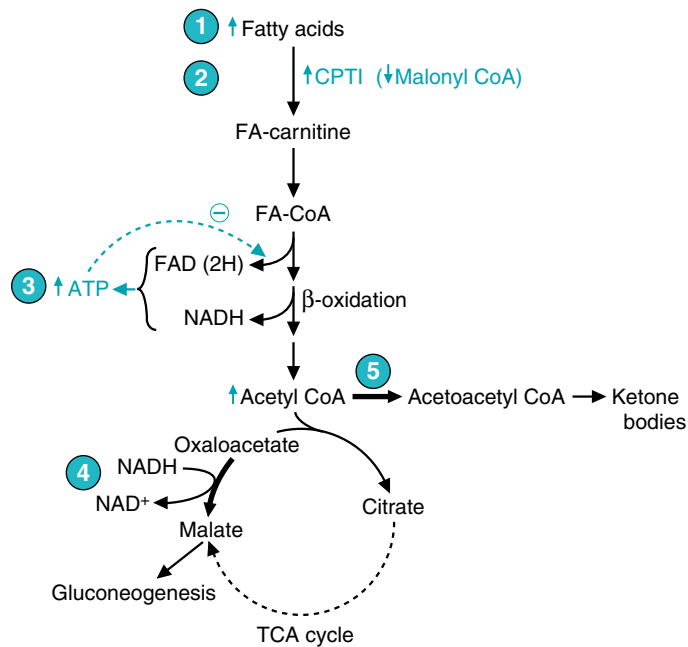 1 ↑ Fatty acids
2 ↑CPTI (↓Malonyl CoA)
FA-carnitine
⊖ FA-CoA
FAD (2H)
3 ↑ ATP
β-oxidation
NADH
5
↑ Acetyl CoA Acetoacetyl CoA Ketone
bodies
Oxaloacetate
4 NADH
NAD⁺
Citrate
Malate
Gluconeogenesis
TCA cycle